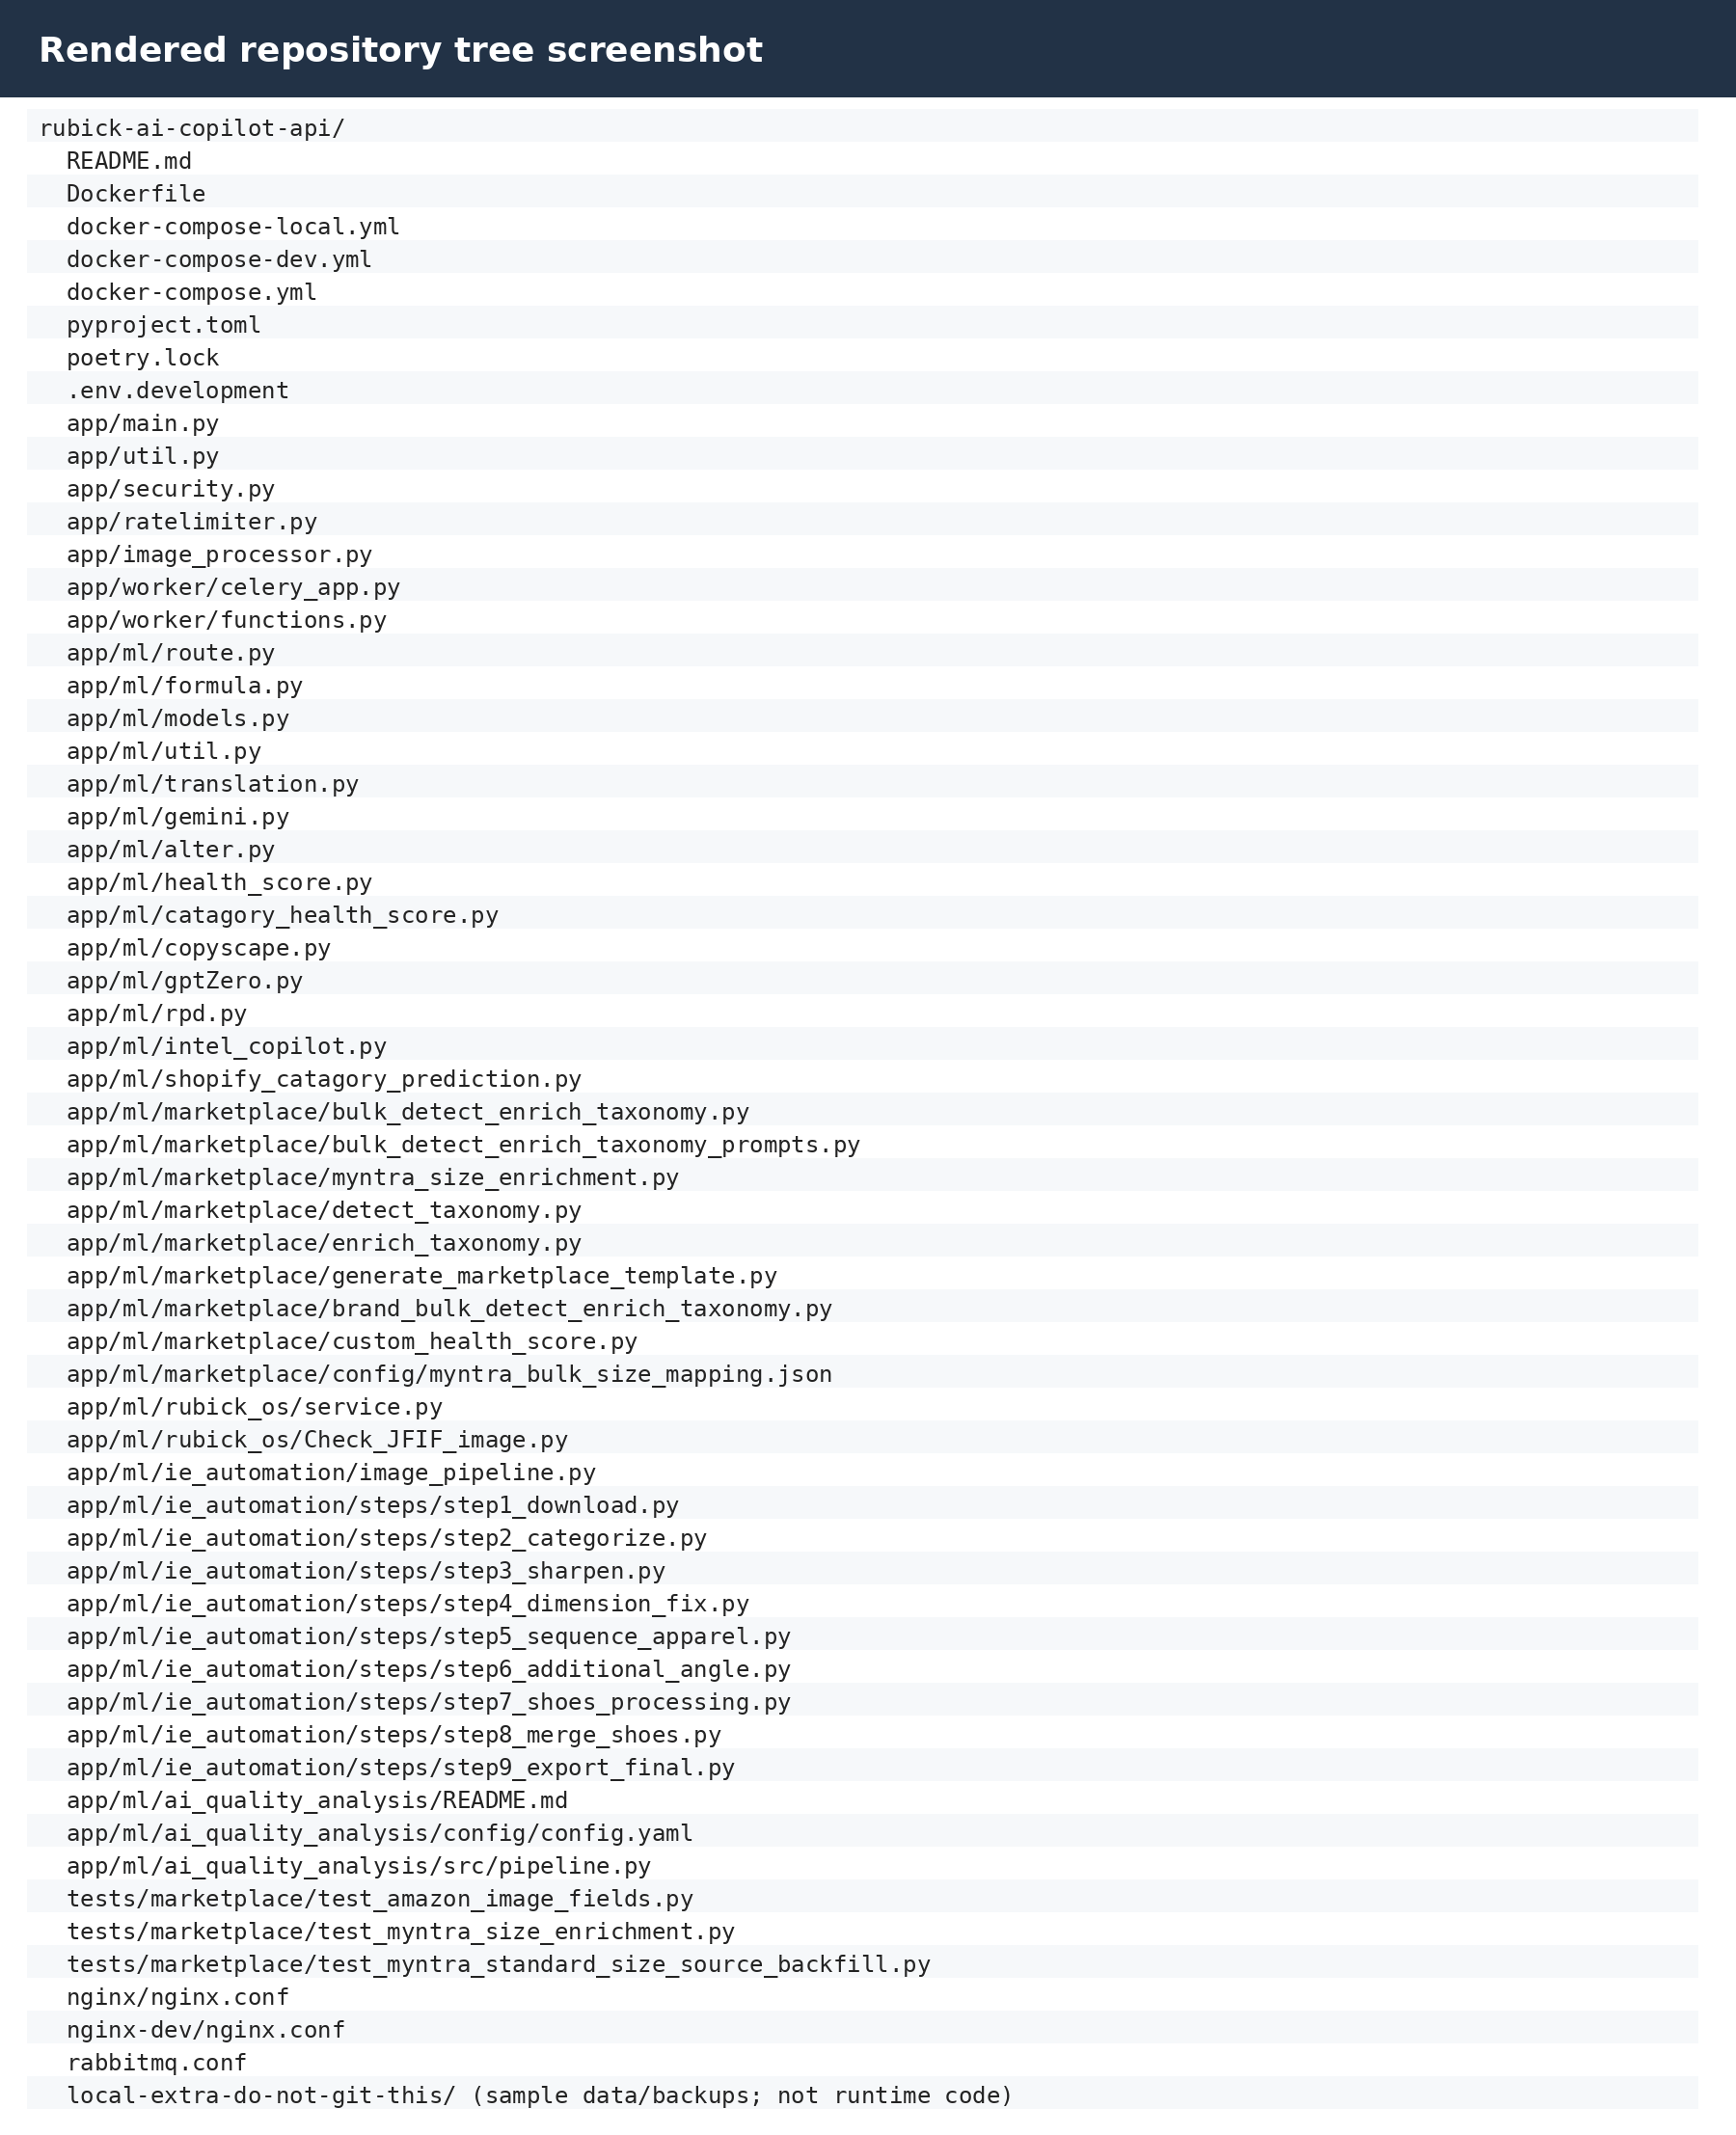 Rendered repository tree screenshot
rubick-ai-copilot-api/
README.md
Dockerfile
docker-compose-local.yml
docker-compose-dev.yml
docker-compose.yml
pyproject.toml
poetry.lock
.env.development
app/main.py
app/util.py
app/security.py
app/ratelimiter.py
app/image_processor.py
app/worker/celery_app.py
app/worker/functions.py
app/ml/route.py
app/ml/formula.py
app/ml/models.py
app/ml/util.py
app/ml/translation.py
app/ml/gemini.py
app/ml/alter.py
app/ml/health_score.py
app/ml/catagory_health_score.py
app/ml/copyscape.py
app/ml/gptZero.py
app/ml/rpd.py
app/ml/intel_copilot.py
app/ml/shopify_catagory_prediction.py
app/ml/marketplace/bulk_detect_enrich_taxonomy.py
app/ml/marketplace/bulk_detect_enrich_taxonomy_prompts.py
app/ml/marketplace/myntra_size_enrichment.py
app/ml/marketplace/detect_taxonomy.py
app/ml/marketplace/enrich_taxonomy.py
app/ml/marketplace/generate_marketplace_template.py
app/ml/marketplace/brand_bulk_detect_enrich_taxonomy.py
app/ml/marketplace/custom_health_score.py
app/ml/marketplace/config/myntra_bulk_size_mapping.json
app/ml/rubick_os/service.py
app/ml/rubick_os/Check_JFIF_image.py
app/ml/ie_automation/image_pipeline.py
app/ml/ie_automation/steps/step1_download.py
app/ml/ie_automation/steps/step2_categorize.py
app/ml/ie_automation/steps/step3_sharpen.py
app/ml/ie_automation/steps/step4_dimension_fix.py
app/ml/ie_automation/steps/step5_sequence_apparel.py
app/ml/ie_automation/steps/step6_additional_angle.py
app/ml/ie_automation/steps/step7_shoes_processing.py
app/ml/ie_automation/steps/step8_merge_shoes.py
app/ml/ie_automation/steps/step9_export_final.py
app/ml/ai_quality_analysis/README.md
app/ml/ai_quality_analysis/config/config.yaml
app/ml/ai_quality_analysis/src/pipeline.py
tests/marketplace/test_amazon_image_fields.py
tests/marketplace/test_myntra_size_enrichment.py
tests/marketplace/test_myntra_standard_size_source_backfill.py
nginx/nginx.conf
nginx-dev/nginx.conf
rabbitmq.conf
local-extra-do-not-git-this/ (sample data/backups; not runtime code)